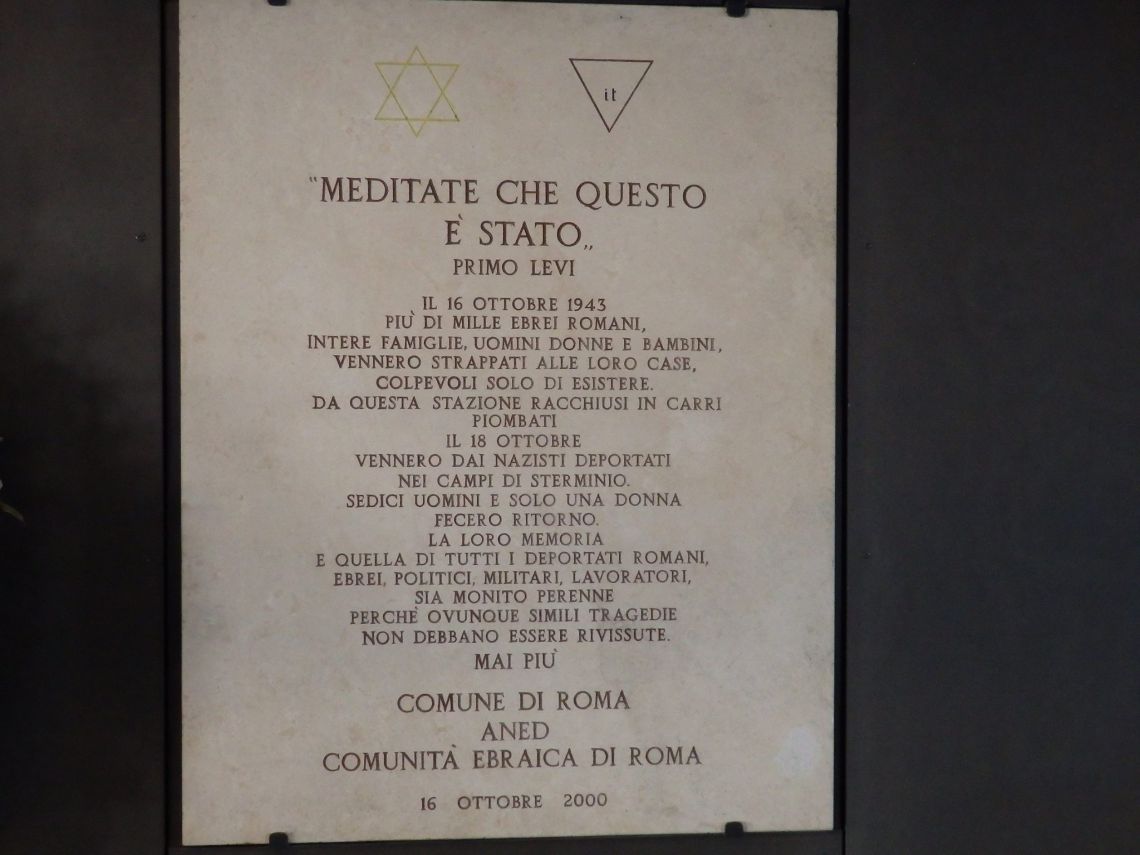 it
"MEDITATE CHE QUESTO
È STATO„
PRIMO LEVI
IL 16 OTTOBRE 1943
PIÙ DI MILLE EBREI ROMANI,
INTERE FAMIGLIE, UOMINI DONNE E BAMBINI,
VENNERO STRAPPATI ALLE LORO CASE,
COLPEVOLI SOLO DI ESISTERE.
DA QUESTA STAZIONE RACCHIUSI IN CARRI
PIOMBATI
IL 18 OTTOBRE
VENNERO DAI NAZISTI DEPORTATI
NEI CAMPI DI STERMINIO.
SEDICI UOMINI E SOLO UNA DONNA
FECERO RITORNO.
LA LORO MEMORIA
E QUELLA DI TUTTI I DEPORTATI ROMANI,
EBREI, POLITICI, MILITARI, LAVORATORI,
SIA MONITO PERENNE
PERCHÈ OVUNQUE SIMILI TRAGEDIE
NON DEBBANO ESSERE RIVISSUTE.
MAI PIÙ
COMUNE DI ROMA
ANED
COMUNITÀ EBRAICA DI ROMA
16 OTTOBRE 2000